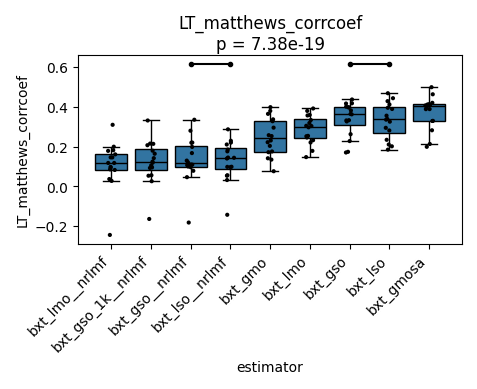 LT_matthews_corrcoef
p = 7.38e-19
LT_matthews_corrcoef
0.6
0.4
0.2
0.0
−0.2
bxt_lmo__nrlmf
bxt_gso_1k__nrlmf
bxt_gso__nrlmf
bxt_lso__nrlmf
bxt_gmo
bxt_lmo
bxt_gso
bxt_lso
bxt_gmosa
estimator